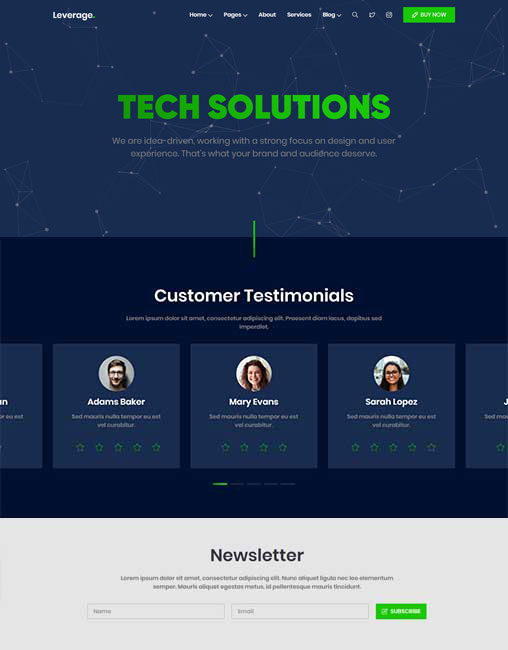 Leverage.
Home Pages About Services Blog BUY NOW
TECH SOLUTIONS
We are idea-driven, working with a strong focus on design and user
experience. That's what your brand and audience deserve.
Customer Testimonials
Lorem ipsum dolor sit amet, consectetur adipiscing elit. Praesent diam lacus, dapibus sed
imperdiet.
Adams Baker
Sed mauris nulla tempor eu est
vel curabitur.
Mary Evans
Sed mauris nulla tempor eu est
vel curabitur.
Sarah Lopez
Sed mauris nulla tempor eu est
vel curabitur.
Newsletter
Lorem ipsum dolor sit amet, consectetur adipiscing elit. Nunc aliquet ligula nec leo elementum
semper. Mauris aliquet egestas metus, id pellentesque mauris tincidunt.
Name
Email
SUBSCRIBE